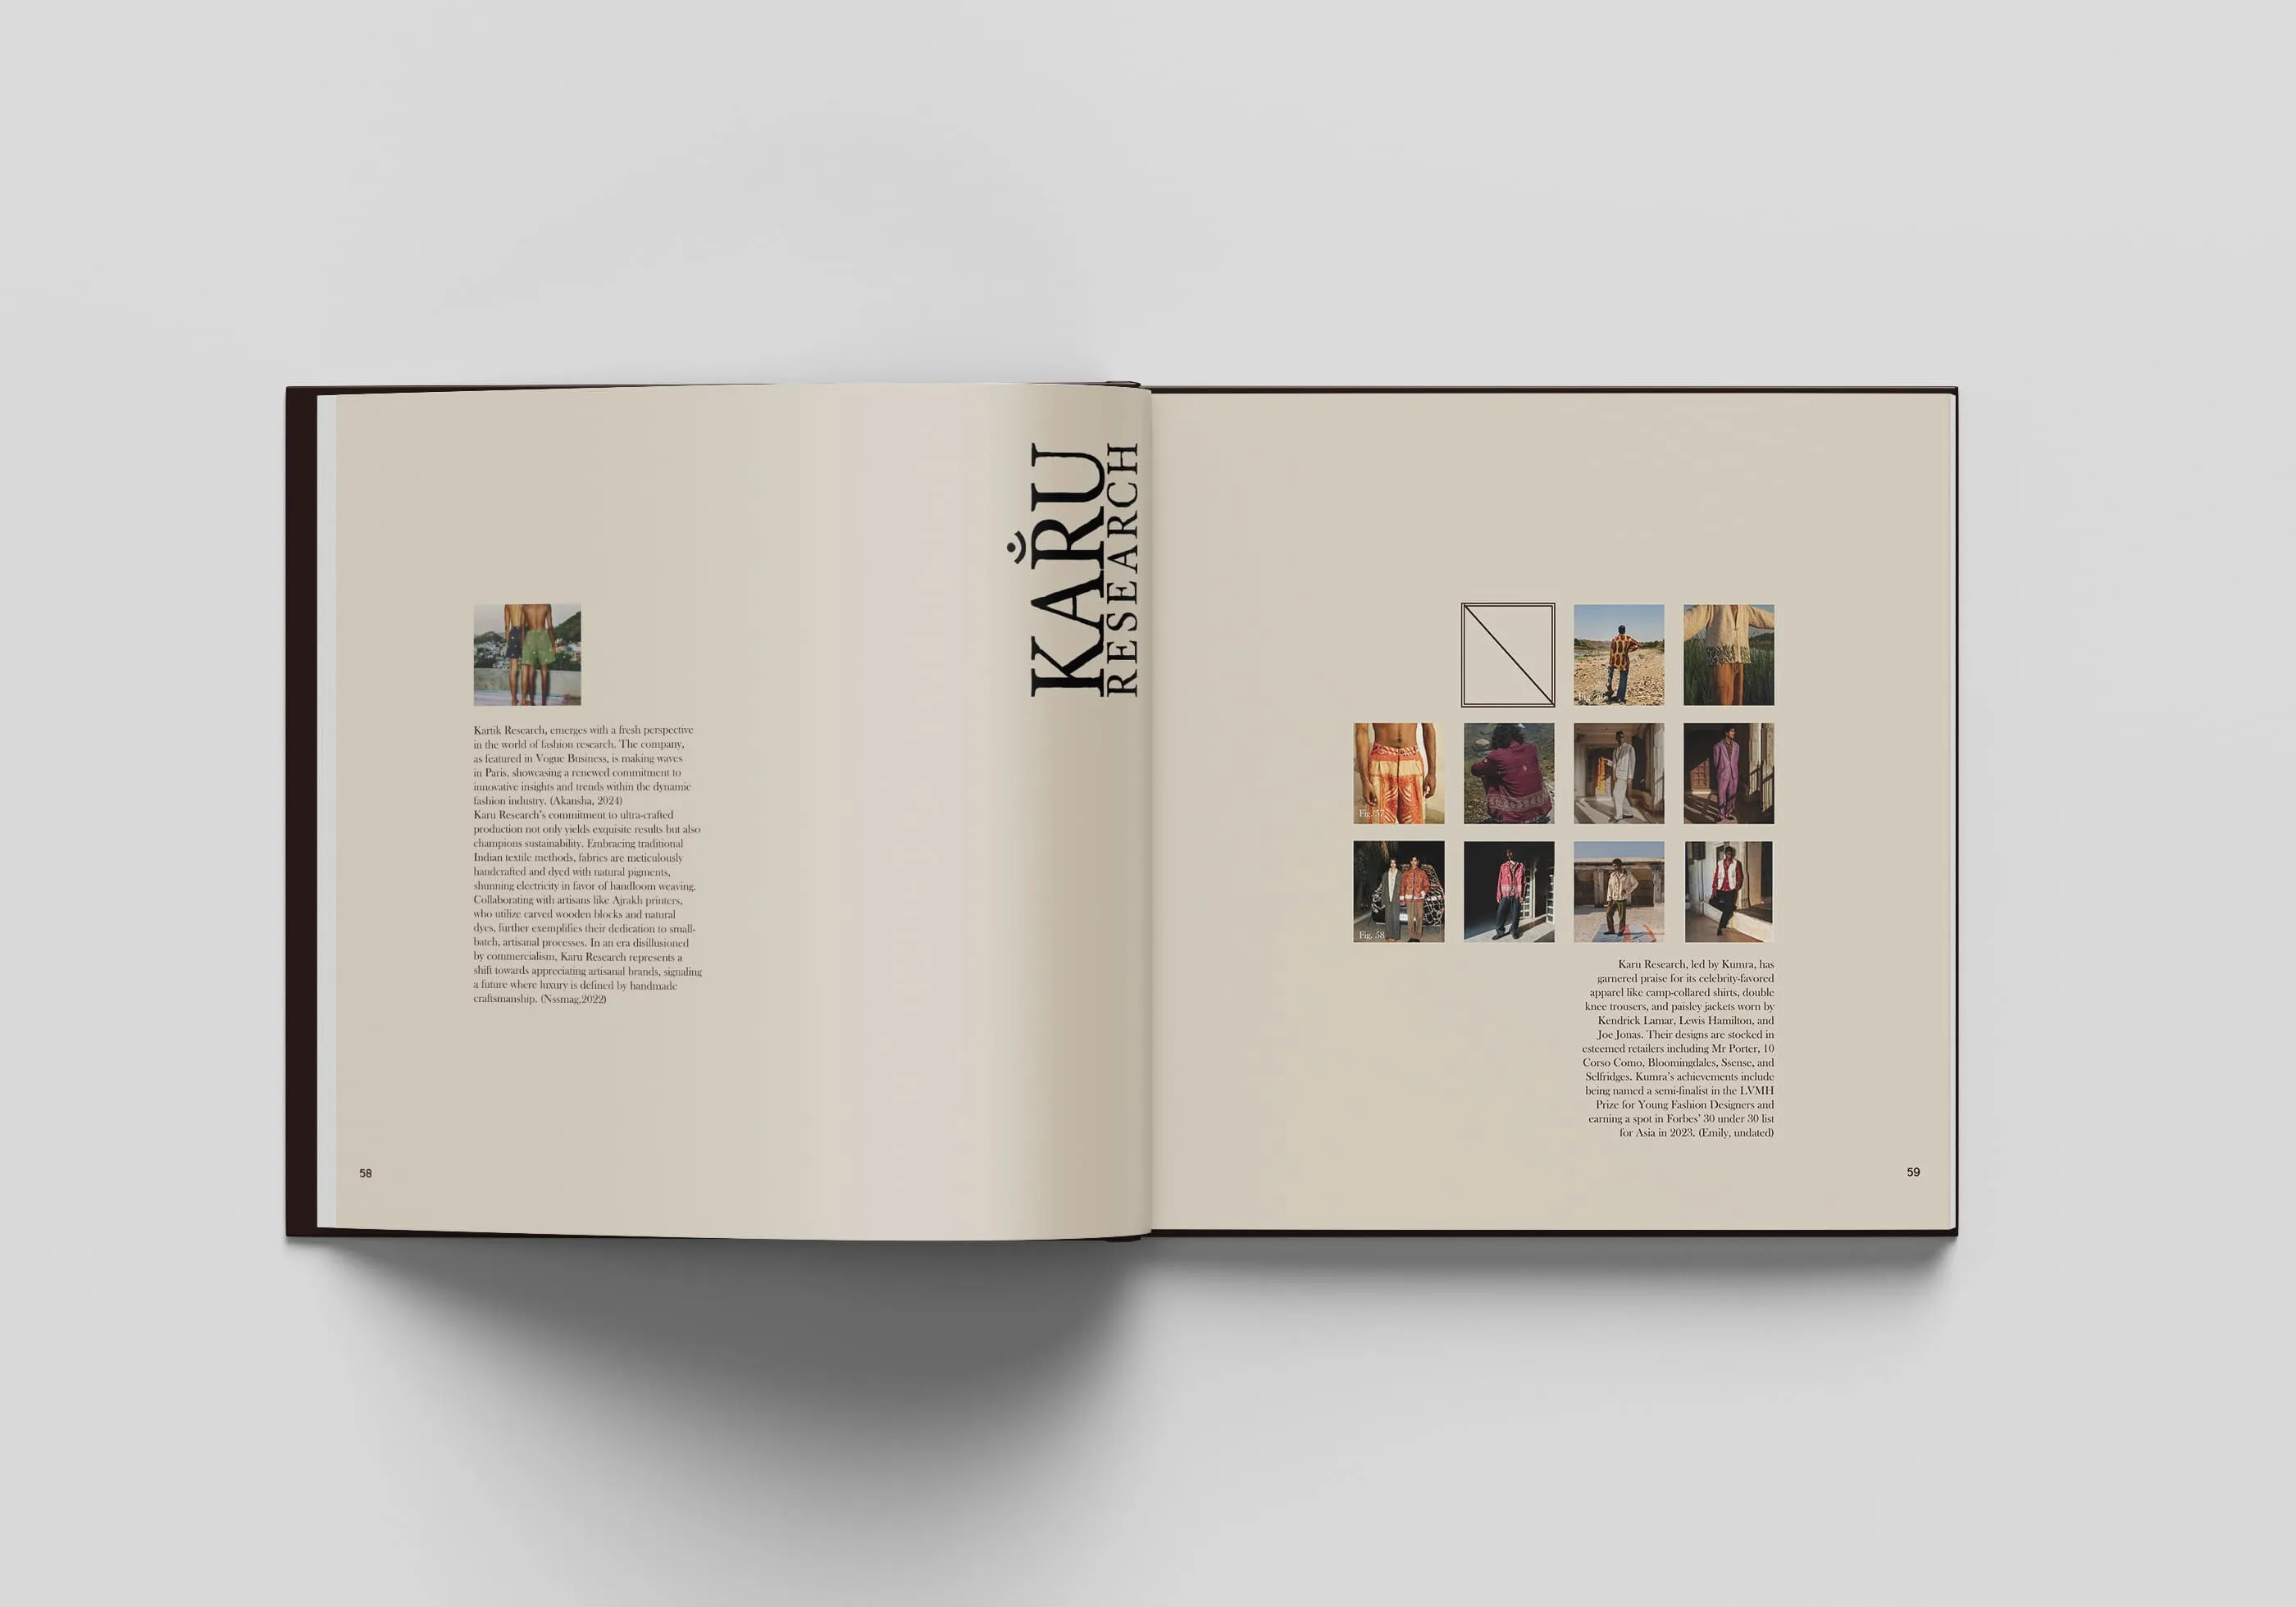 KARU
RESEARCH
Kartik Research, emerges with a fresh perspective
in the world of fashion research. The company,
as featured in Vogue Business, is making waves
in Paris, showcasing a renewed commitment to
innovative insights and trends within the dynamic
fashion industry. (Akansha, 2024)
Karu Research's commitment to ultra-crafted
production not only yields exquisite results but also
champions sustainability. Embracing traditional
Indian textile methods, fabrics are meticulously
handcrafted and dyed with natural pigments,
shunning electricity in favor of handloom weaving.
Collaborating with artisans like Ajrakh printers,
who utilize carved wooden blocks and natural
dyes, further exemplifies their dedication to small-
batch, artisanal processes. In an era disillusioned
by commercialism, Karu Research represents a
shift towards appreciating artisanal brands, signaling
a future where luxury is defined by handmade
craftsmanship. (Nssmag,2022)
58
Fig. 57
Fig. 58
Karu Research, led by Kumra, has
garnered praise for its celebrity-favored
apparel like camp-collared shirts, double
knee trousers, and paisley jackets worn by
Kendrick Lamar, Lewis Hamilton, and
Joe Jonas. Their designs are stocked in
esteemed retailers including Mr Porter, 10
Corso Como, Bloomingdales, Ssense, and
Selfridges. Kumra's achievements include
being named a semi-finalist in the LVMH
Prize for Young Fashion Designers and
earning a spot in Forbes' 30 under 30 list
for Asia in 2023. (Emily, undated)
59